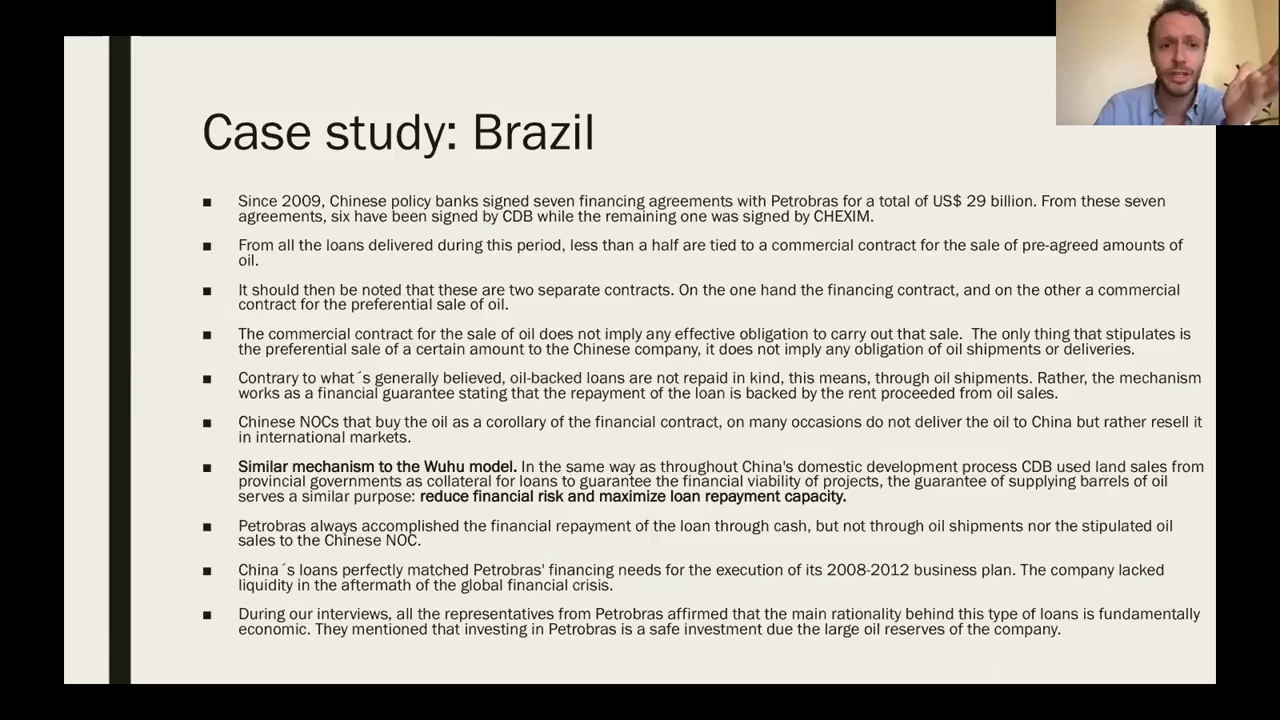 Case study: Brazil
■ Since 2009, Chinese policy banks signed seven financing agreements with Petrobras for a total of US$ 29 billion. From these seven
agreements, six have been signed by CDB while the remaining one was signed by CHEXIM.
■ From all the loans delivered during this period, less than a half are tied to a commercial contract for the sale of pre-agreed amounts of
oil.
■ It should then be noted that these are two separate contracts. On the one hand the financing contract, and on the other a commercial
contract for the preferential sale of oil.
■ The commercial contract for the sale of oil does not imply any effective obligation to carry out that sale.  The only thing that stipulates is
the preferential sale of a certain amount to the Chinese company, it does not imply any obligation of oil shipments or deliveries.
■ Contrary to what´s generally believed, oil-backed loans are not repaid in kind, this means, through oil shipments. Rather, the mechanism
works as a financial guarantee stating that the repayment of the loan is backed by the rent proceeded from oil sales.
■ Chinese NOCs that buy the oil as a corollary of the financial contract, on many occasions do not deliver the oil to China but rather resell it
in international markets.
■ Similar mechanism to the Wuhu model. In the same way as throughout China's domestic development process CDB used land sales from
provincial governments as collateral for loans to guarantee the financial viability of projects, the guarantee of supplying barrels of oil
serves a similar purpose: reduce financial risk and maximize loan repayment capacity.
■ Petrobras always accomplished the financial repayment of the loan through cash, but not through oil shipments nor the stipulated oil
sales to the Chinese NOC.
■ China´s loans perfectly matched Petrobras' financing needs for the execution of its 2008-2012 business plan. The company lacked
liquidity in the aftermath of the global financial crisis.
■ During our interviews, all the representatives from Petrobras affirmed that the main rationality behind this type of loans is fundamentally
economic. They mentioned that investing in Petrobras is a safe investment due the large oil reserves of the company.